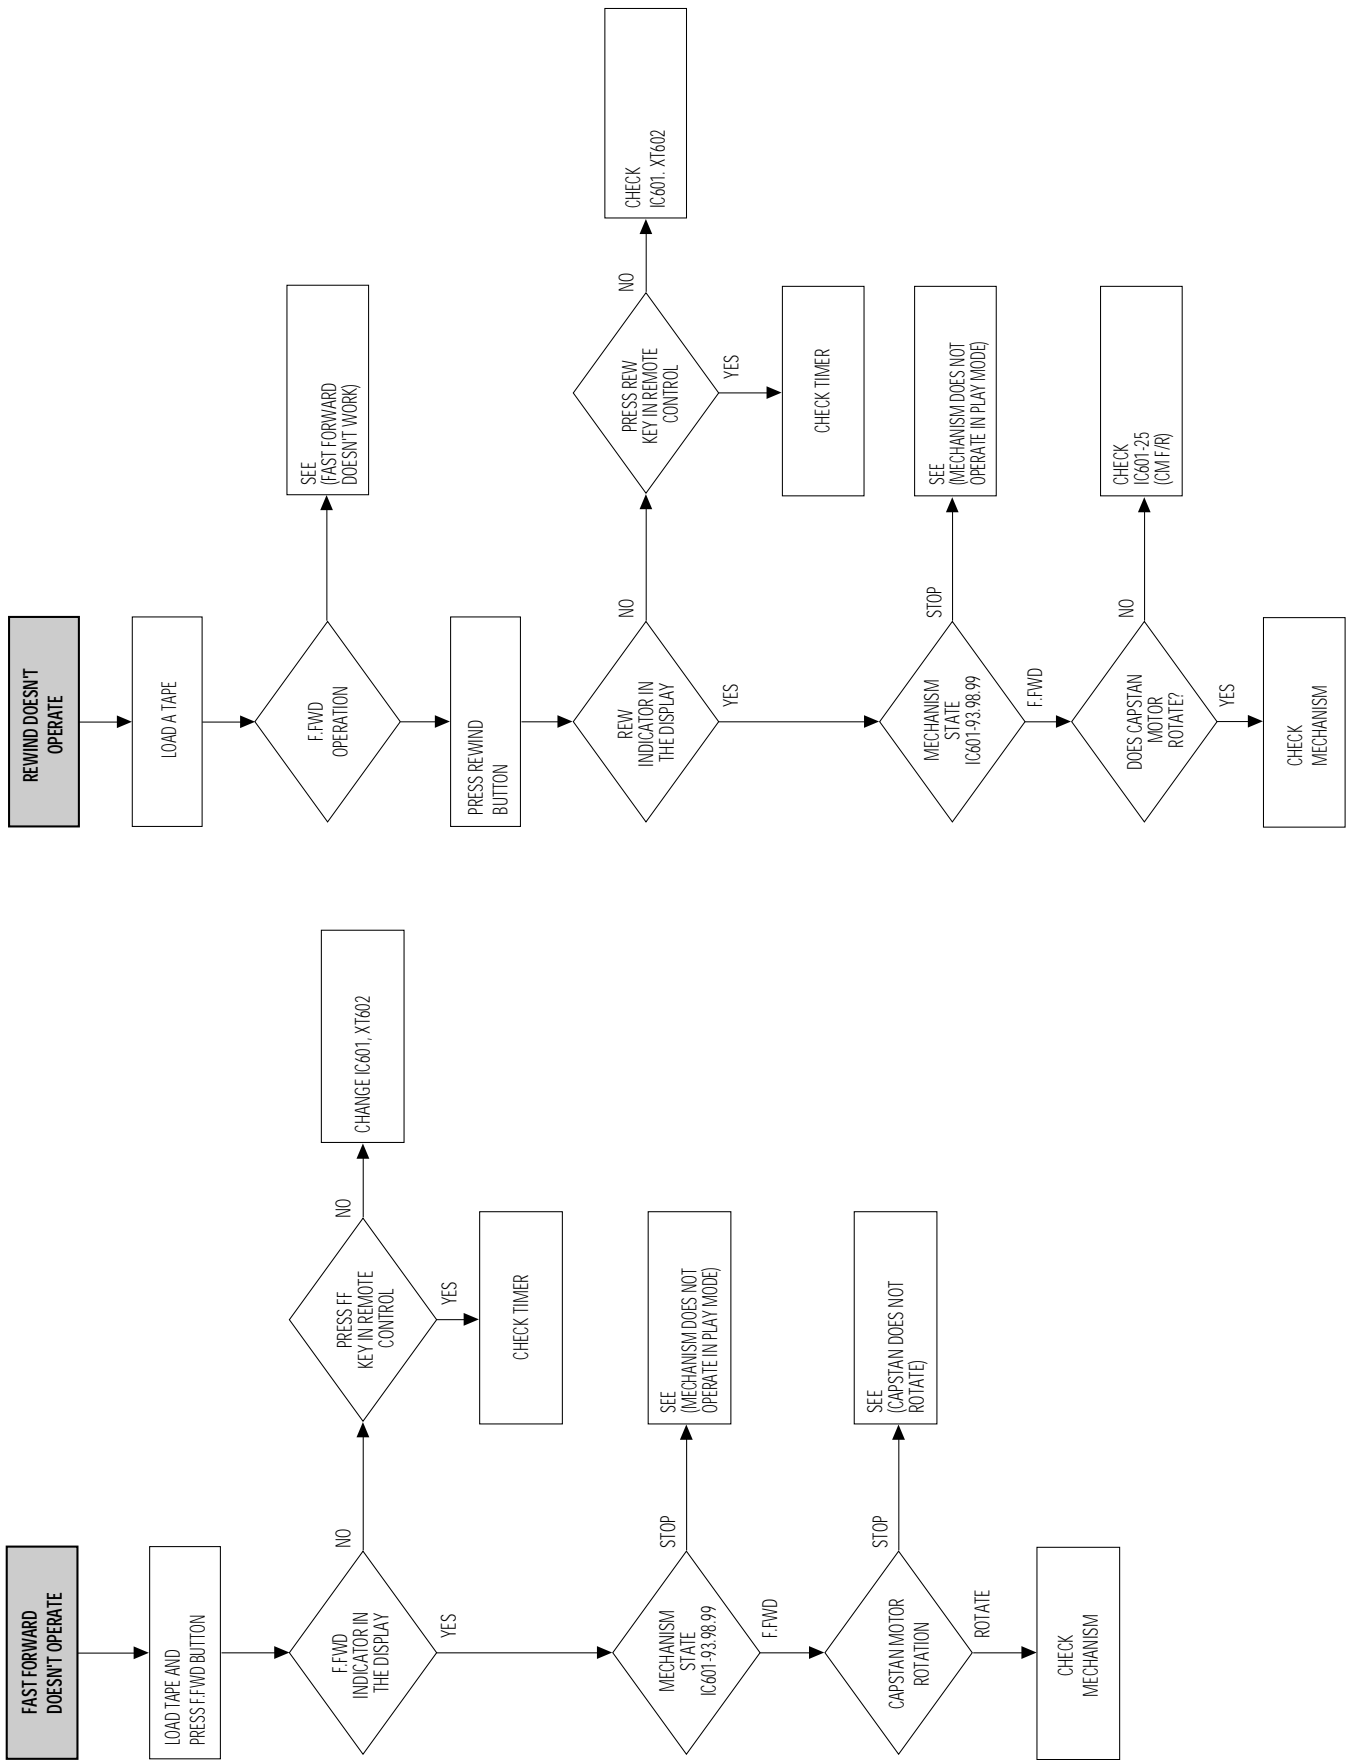 FAST FORWARD
DOESN'T OPERATE
LOAD TAPE AND
PRESS F.FWD BUTTON
F.FWD
INDICATOR IN
THE DISPLAY
NO
PRESS FF
KEY IN REMOTE
CONTROL
NO
CHANGE IC601, XT602
YES
CHECK TIMER
YES
MECHANISM
STATE
IC601-93.98.99
STOP
SEE
(MECHANISM DOES NOT
OPERATE IN PLAY MODE)
F.FWD
CAPSTAN MOTOR
ROTATION
STOP
SEE
(CAPSTAN DOES NOT
ROTATE)
ROTATE
CHECK
MECHANISM
REWIND DOESN'T
OPERATE
LOAD A TAPE
F.FWD
OPERATION
SEE
(FAST FORWARD
DOESN'T WORK)
PRESS REWIND
BUTTON
REW
INDICATOR IN
THE DISPLAY
NO
PRESS REW
KEY IN REMOTE
CONTROL
NO
CHECK
IC601. XT602
YES
CHECK TIMER
YES
MECHANISM
STATE
IC601-93.98.99
STOP
SEE
(MECHANISM DOES NOT
OPERATE IN PLAY MODE)
F.FWD
DOES CAPSTAN
MOTOR
ROTATE?
NO
CHECK
IC601-25
(CM F/R)
YES
CHECK
MECHANISM